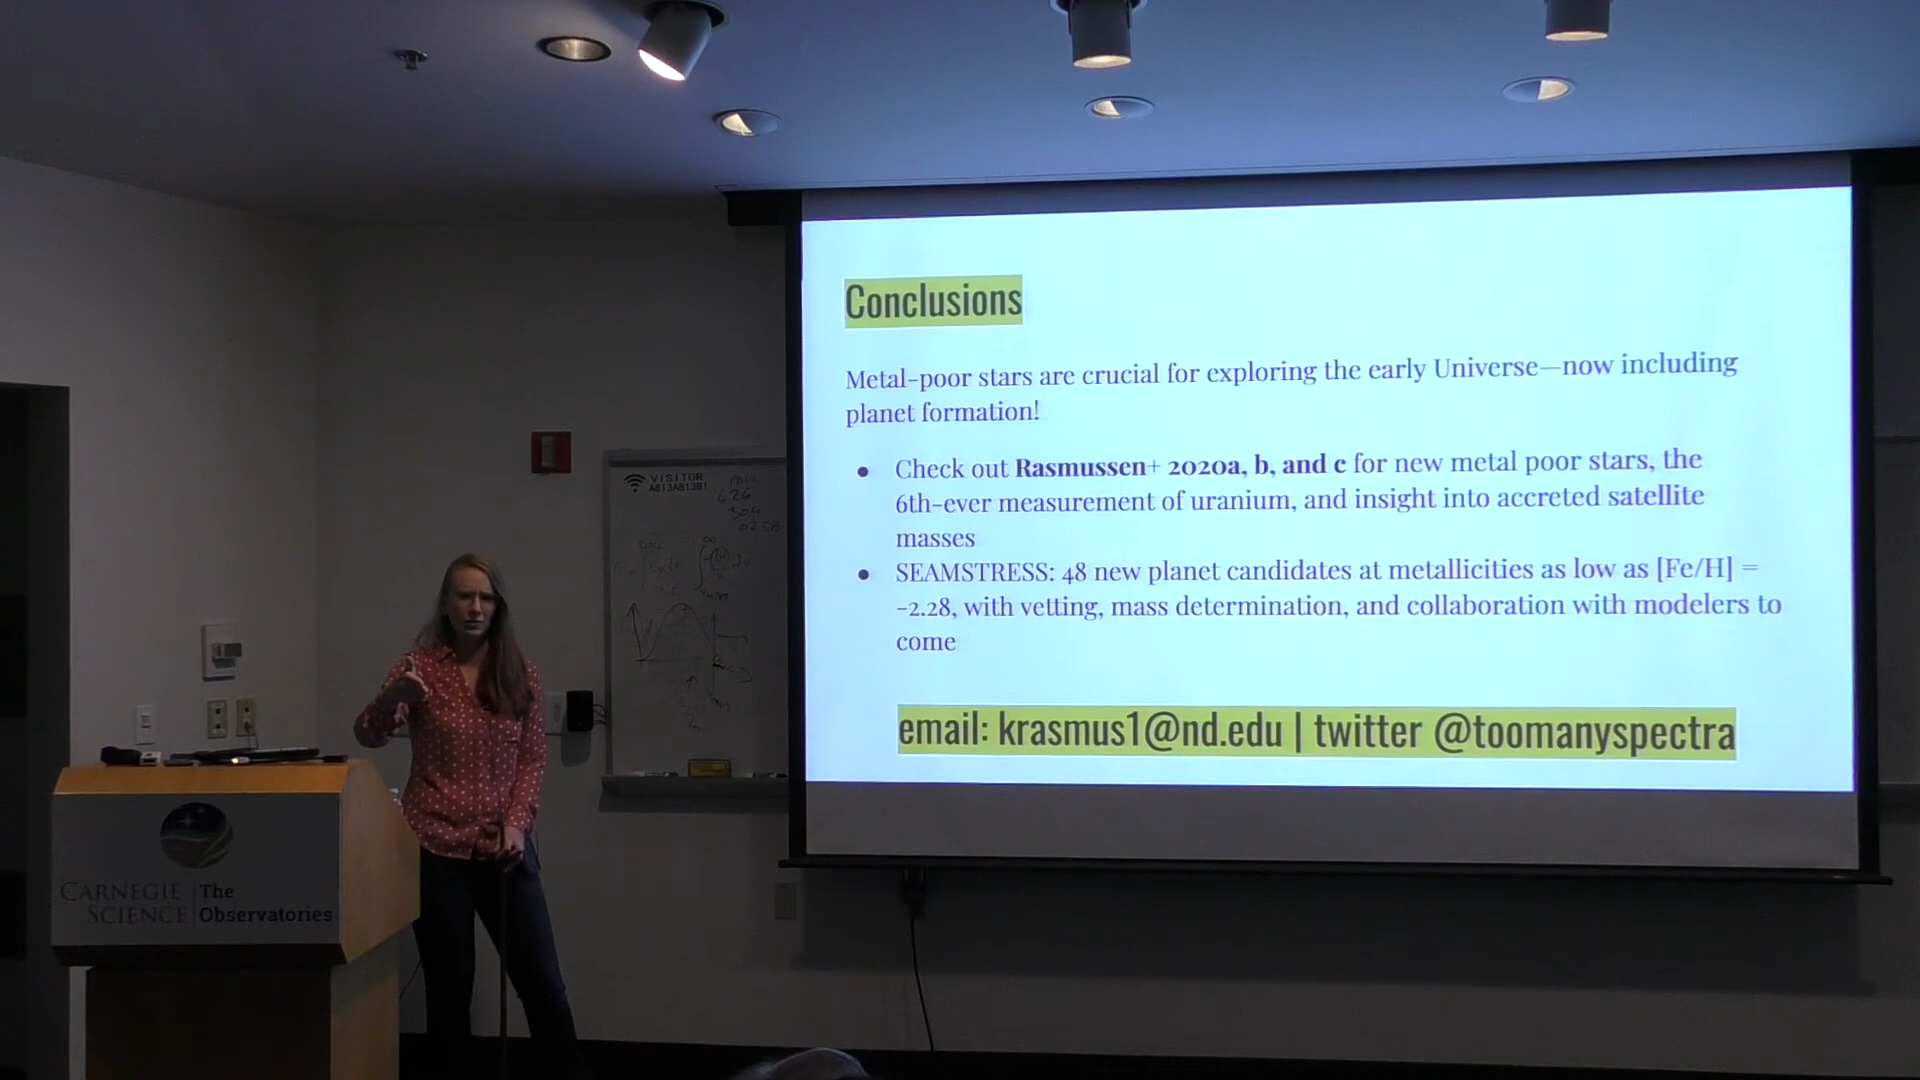 Conclusions
Metal-poor stars are crucial for exploring the early Universe—now including
planet formation!
● Check out Rasmussen+ 2020a, b, and c for new metal poor stars, the
6th-ever measurement of uranium, and insight into accreted satellite
masses
● SEAMSTRESS: 48 new planet candidates at metallicities as low as [Fe/H] =
-2.28, with vetting, mass determination, and collaboration with modelers to
come
email: krasmus1@nd.edu | twitter @toomanyspectra
VISITOR
626
304
CARNEGIE SCIENCE
The
Observatories